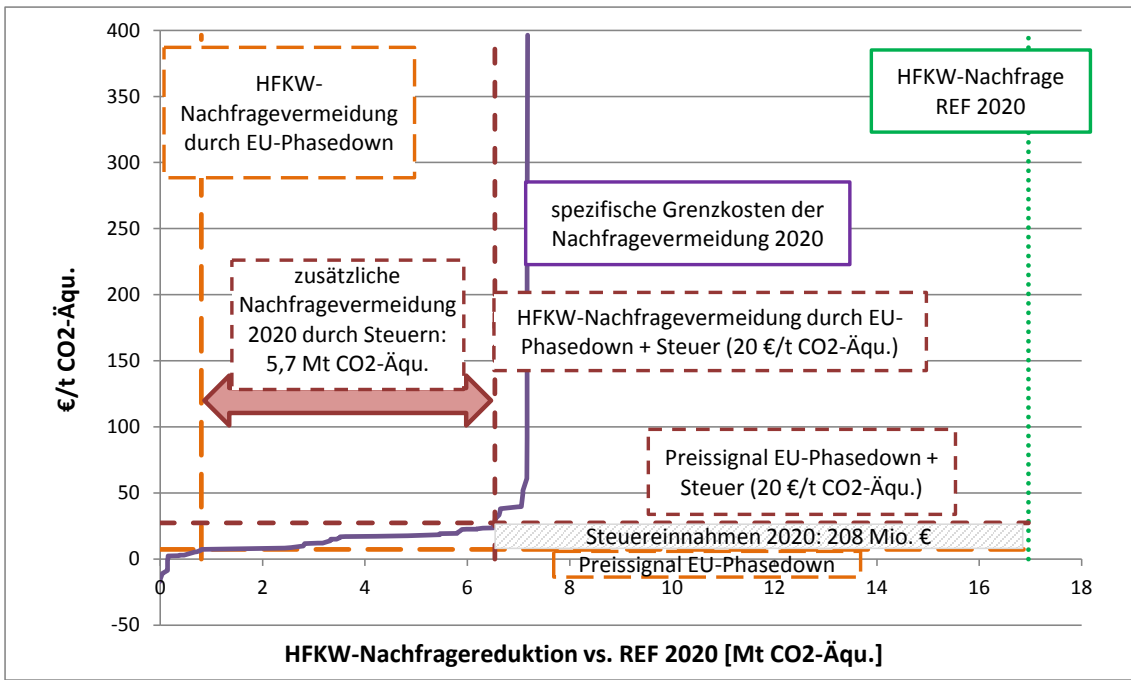 400
350
300
250
200
150
100
50
0
-50
€/t CO2-Äqu.
HFKW-
Nachfragevermeidung
durch EU-Phasedown
HFKW-Nachfrage
REF 2020
spezifische Grenzkosten der
Nachfragevermeidung 2020
zusätzliche
Nachfragevermeidung
2020 durch Steuern:
5,7 Mt CO2-Äqu.
HFKW-Nachfragevermeidung durch EU-
Phasedown + Steuer (20 €/t CO2-Äqu.)
Preissignal EU-Phasedown +
Steuer (20 €/t CO2-Äqu.)
Steuereinnahmen 2020: 208 Mio. €
Preissignal EU-Phasedown
0 2 4 6 8 10 12 14 16 18
HFKW-Nachfragereduktion vs. REF 2020 [Mt CO2-Äqu.]